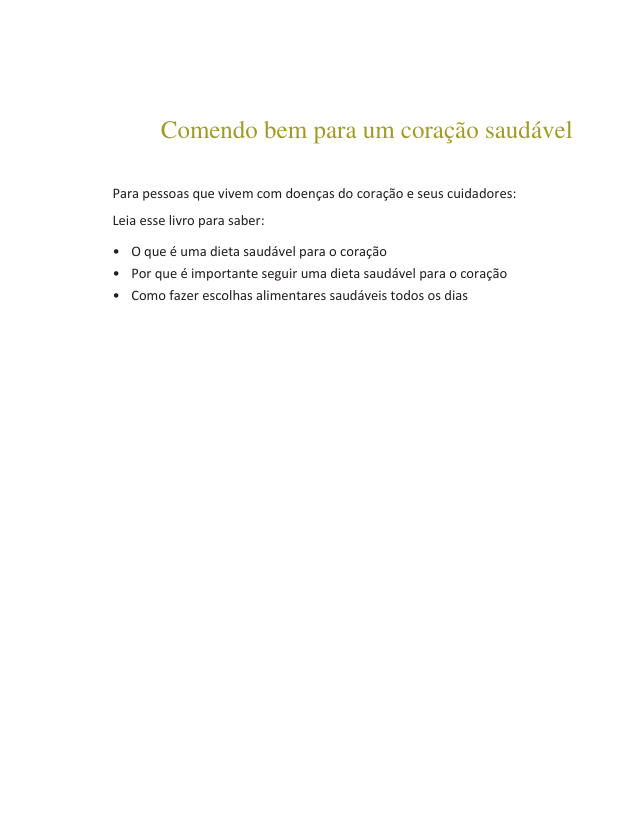 Comendo bem para um coração saudável
Para pessoas que vivem com doenças do coração e seus cuidadores:
Leia esse livro para saber:
• O que é uma dieta saudável para o coração
• Por que é importante seguir uma dieta saudável para o coração
• Como fazer escolhas alimentares saudáveis todos os dias